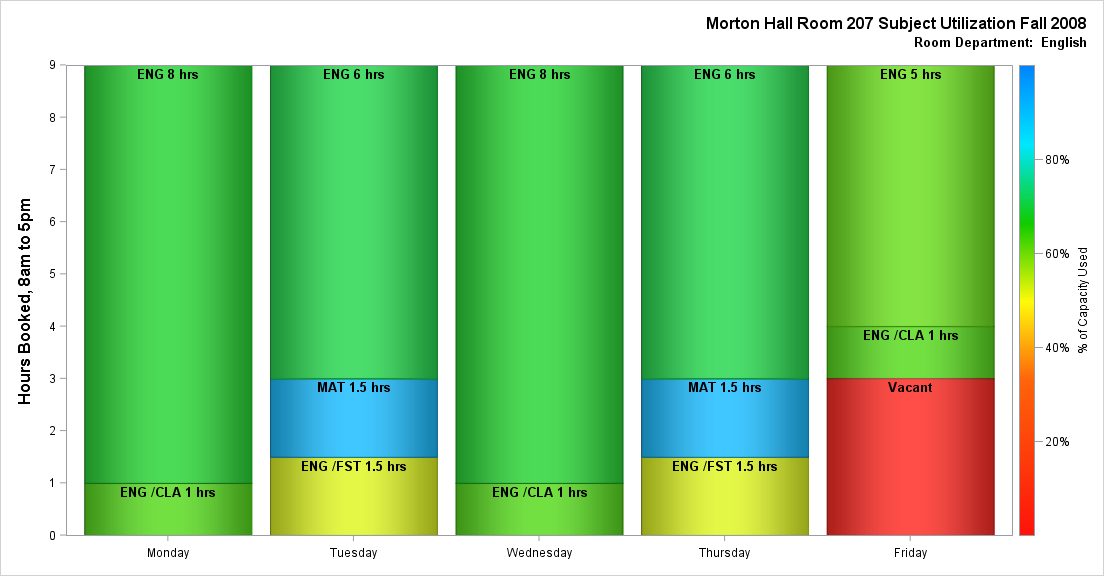 Morton Hall Room 207 Subject Utilization Fall 2008
Room Department: English
Hours Booked, 8am to 5pm
9
8
7
6
5
4
3
2
1
0
ENG 8 hrs
ENG /CLA 1 hrs
ENG 6 hrs
MAT 1.5 hrs
ENG /FST 1.5 hrs
ENG 8 hrs
ENG /CLA 1 hrs
ENG 6 hrs
MAT 1.5 hrs
ENG /FST 1.5 hrs
ENG 5 hrs
ENG /CLA 1 hrs
Vacant
Monday
Tuesday
Wednesday
Thursday
Friday
80%
60%
40%
20%
% of Capacity Used